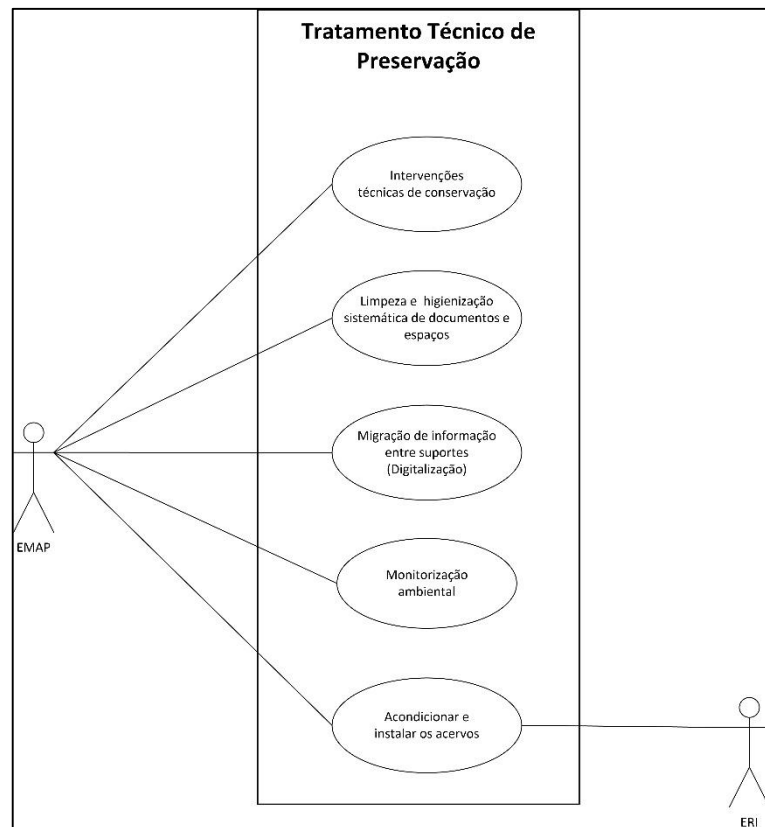 Tratamento Técnico de
Preservação
Intervenções
técnicas de conservação
Limpeza e higienização
sistemática de documentos e
espaços
Migração de informação
entre suportes
(Digitalização)
EMAP
Monitorização
ambiental
Acondicionar e
instalar os acervos
ERI